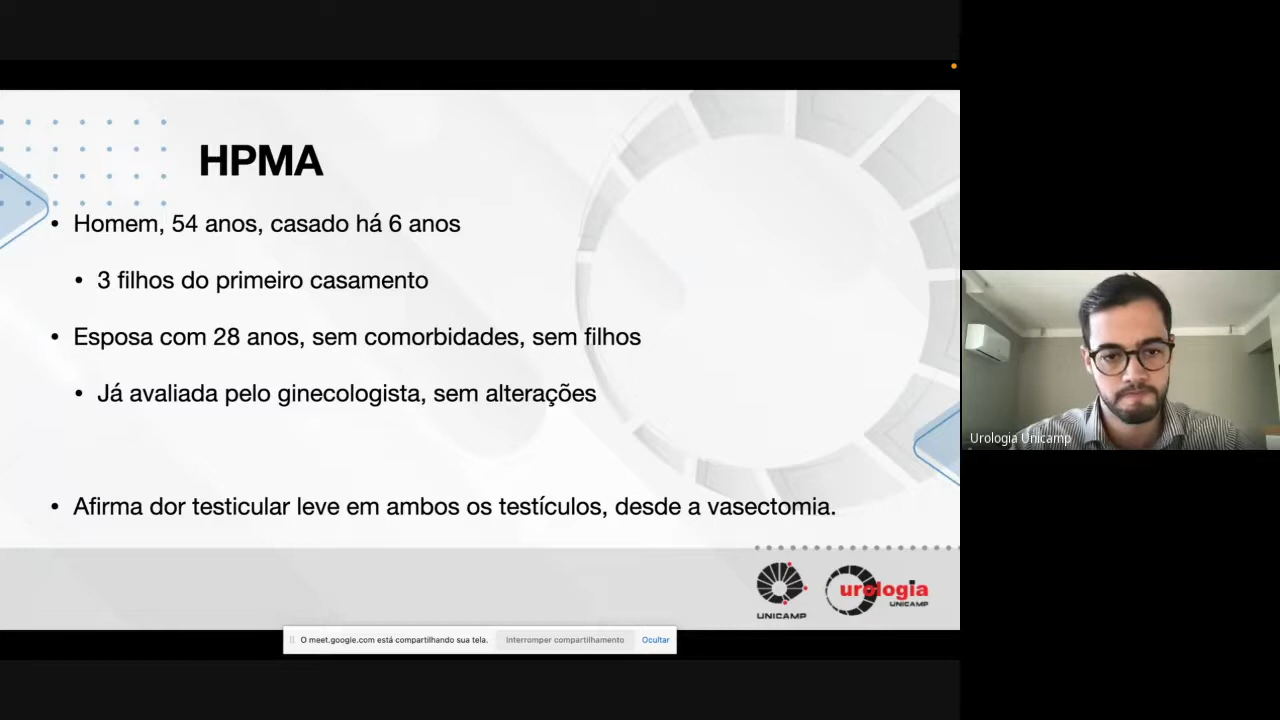 HPMA
• Homem, 54 anos, casado há 6 anos
• 3 filhos do primeiro casamento
• Esposa com 28 anos, sem comorbidades, sem filhos
• Já avaliada pelo ginecologista, sem alterações
• Afirma dor testicular leve em ambos os testículos, desde a vasectomia.
UNICAMP
urologia
UNICAMP
O meet.google.com está compartilhando sua tela.
Interromper compartilhamento
Ocultar
Urologia Unicamp